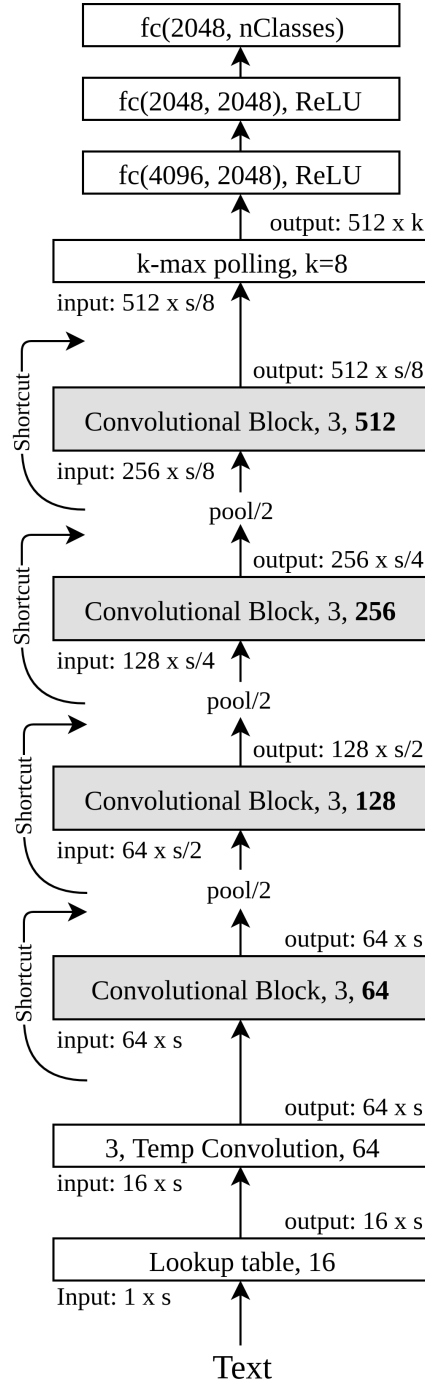 fc(2048, nClasses)
fc(2048, 2048), ReLU
fc(4096, 2048), ReLU
output: 512 x k
k-max polling, k=8
input: 512 x s/8
Shortcut
output: 512 x s/8
Convolutional Block, 3, 512
input: 256 x s/8
pool/2
Shortcut
output: 256 x s/4
Convolutional Block, 3, 256
input: 128 x s/4
pool/2
Shortcut
output: 128 x s/2
Convolutional Block, 3, 128
input: 64 x s/2
pool/2
Shortcut
output: 64 x s
Convolutional Block, 3, 64
input: 64 x s
output: 64 x s
3, Temp Convolution, 64
input: 16 x s
output: 16 x s
Lookup table, 16
Input: 1 x s
Text